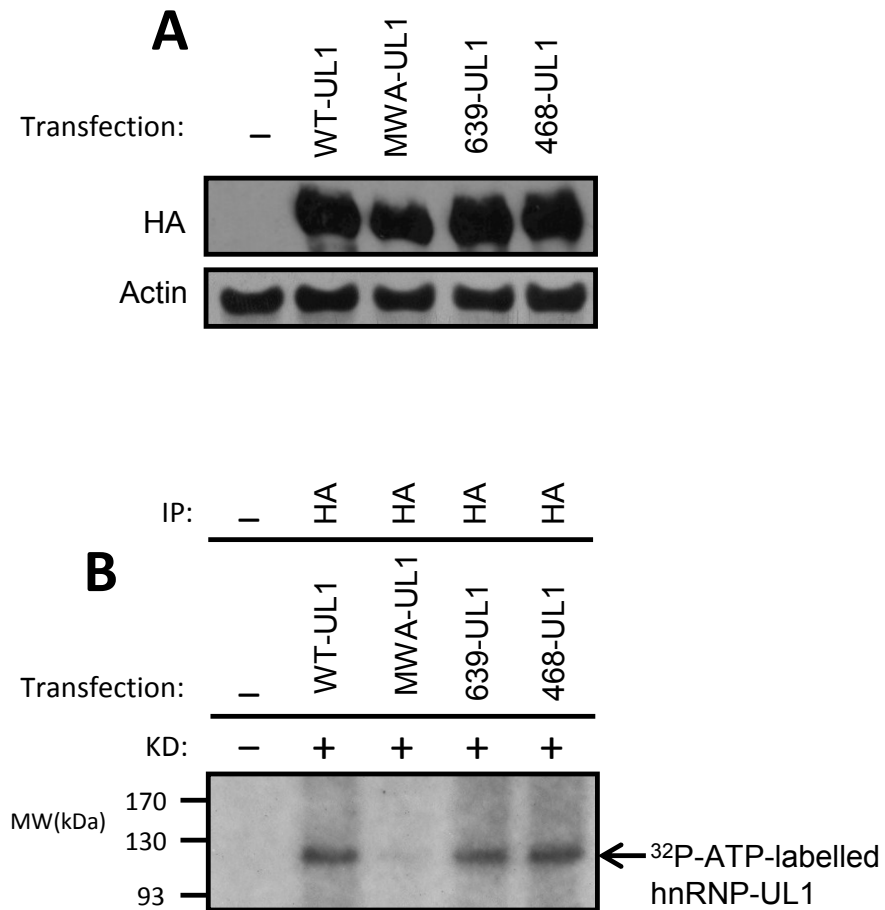 A
Transfection: – WT-UL1 MWA-UL1 639-UL1 468-UL1
HA
Actin
IP: – HA HA HA HA
B
Transfection: – WT-UL1 MWA-UL1 639-UL1 468-UL1
KD: – + + + +
MW(kDa)
170
130
93
32P-ATP-labelled
hnRNP-UL1